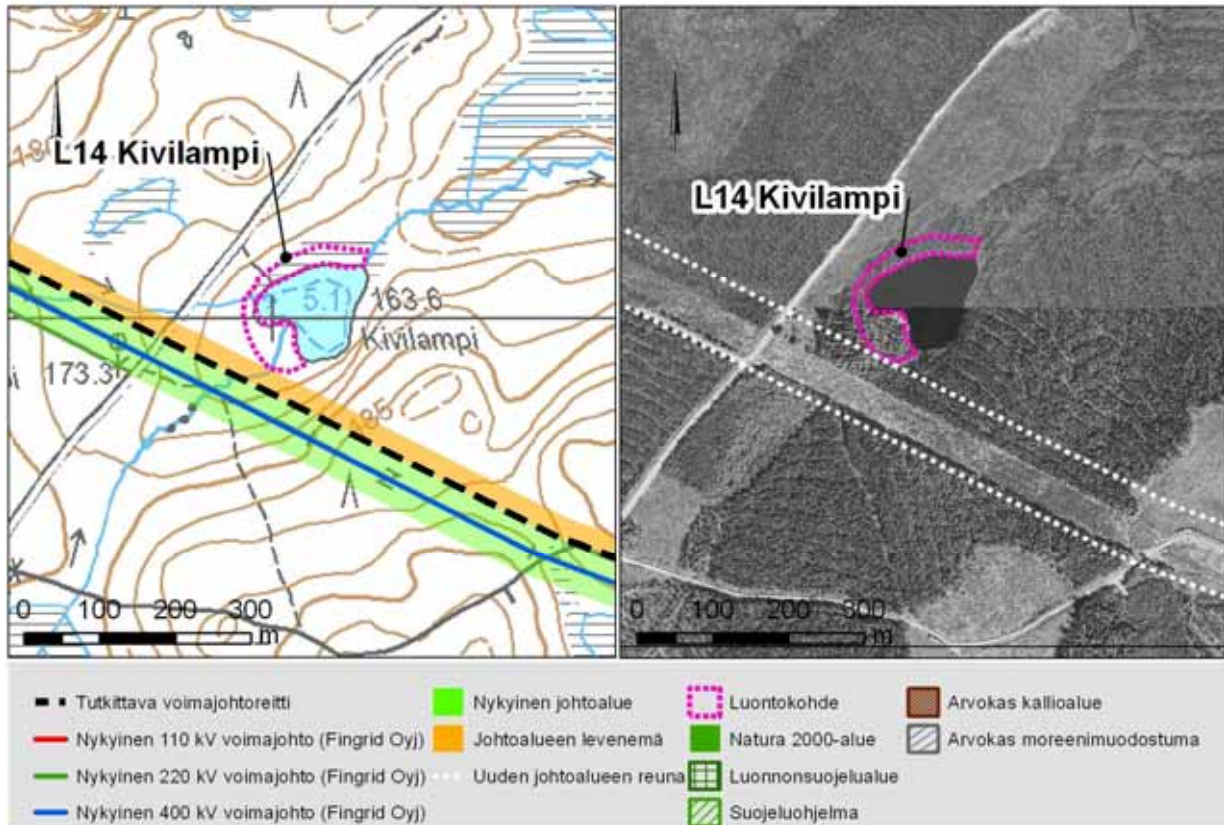 L14 Kivilampi
5.1
163.6
Kivilampi
173.3
185
0 100 200 300
m
L14 Kivilampi
0 100 200 300
m
Tutkittava voimajohtoreitti
Nykyinen 110 kV voimajohto (Fingrid Oyj)
Nykyinen 220 kV voimajohto (Fingrid Oyj)
Nykyinen 400 kV voimajohto (Fingrid Oyj)
Nykyinen johtoalue
Johtoalueen levenemä
Uuden johtoalueen reuna
Luontokohde
Natura 2000-alue
Luonnonsuojelualue
Suojeluohjelma
Arvokas kallioalue
Arvokas moreenimuodostuma